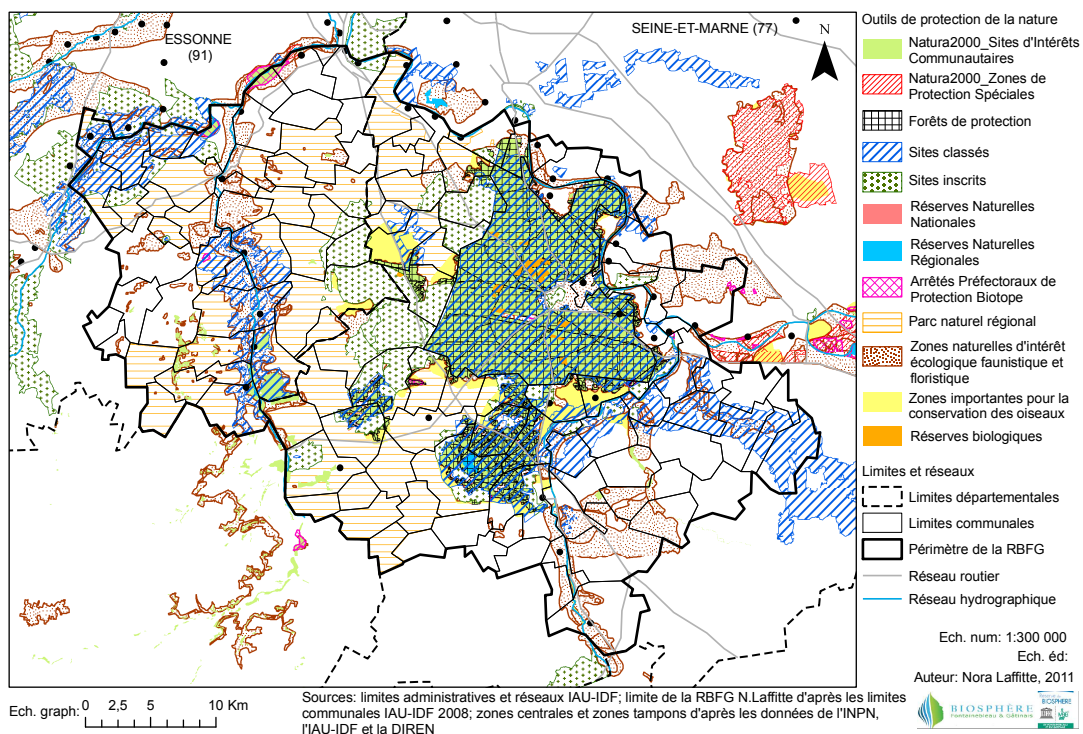 ESSONNE
(91)
SEINE-ET-MARNE (77)
N
Outils de protection de la nature
Natura2000_Sites d'Intérêts
Communautaires
Natura2000_Zones de
Protection Spéciales
Forêts de protection
Sites classés
Sites inscrits
Réserves Naturelles
Nationales
Réserves Naturelles
Régionales
Arrêtés Préfectoraux de
Protection Biotope
Parc naturel régional
Zones naturelles d'intérêt
écologique faunistique et
floristique
Zones importantes pour la
conservation des oiseaux
Réserves biologiques
Limites et réseaux
Limites départementales
Limites communales
Périmètre de la RBFG
Réseau routier
Réseau hydrographique
Ech. num: 1:300 000
Ech. éd:
Auteur: Nora Laffitte, 2011
Ech. graph:
0 2,5 5 10 Km
Sources: limites administratives et réseaux IAU-IDF; limite de la RBFG N.Laffitte d'après les limites
communales IAU-IDF 2008; zones centrales et zones tampons d'après les données de l'INPN,
l'IAU-IDF et la DIREN
BIOSPHÈRE
Fontainebleau & Gâtinais
BIOSPHÈRE